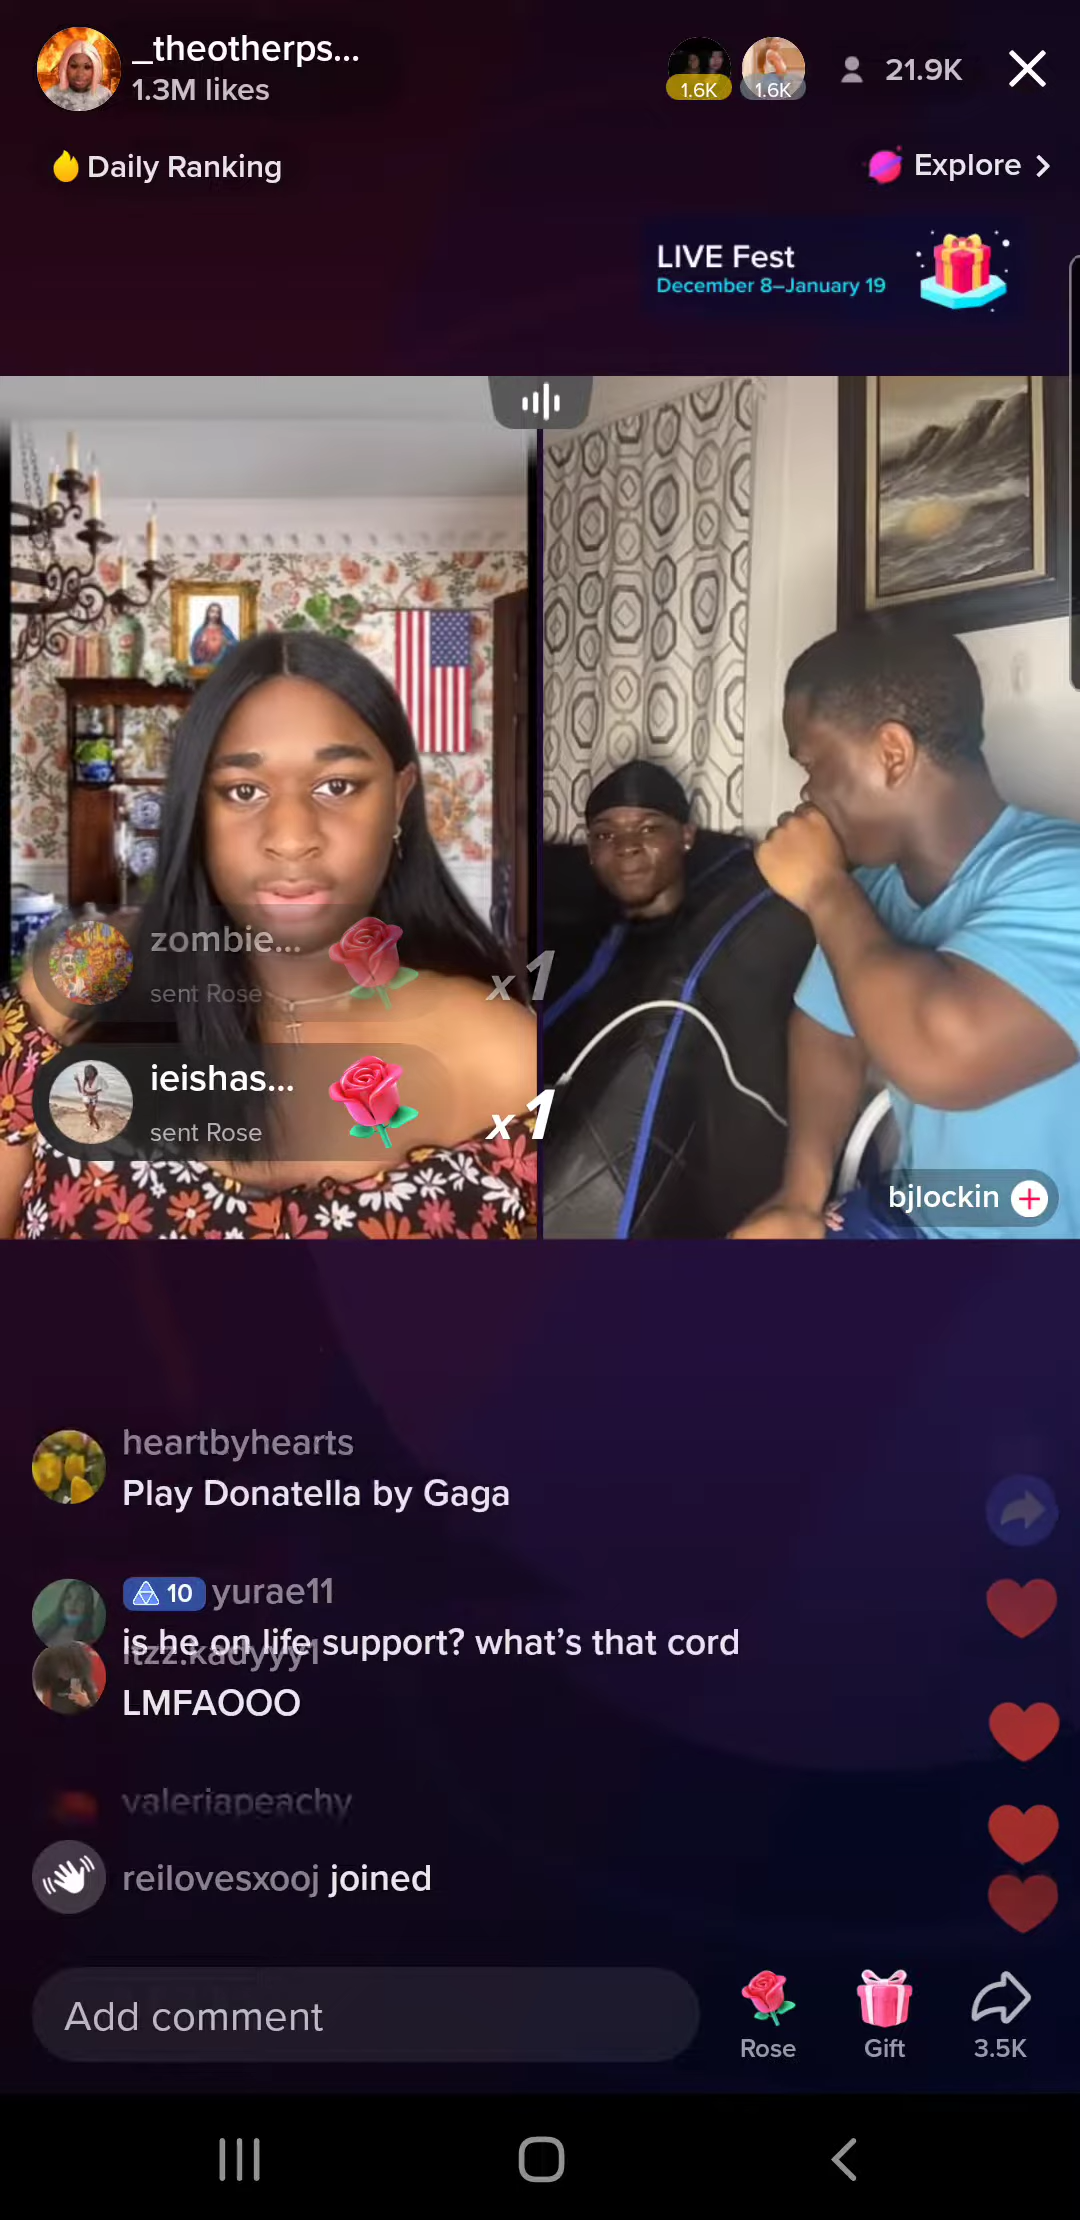 _theotherps...
1.3M likes
1.6K
1.6K
21.9K
Daily Ranking
Explore
LIVE Fest
December 8–January 19
zombie...
sent Rose
x1
ieishas...
sent Rose
x1
bjlockin
heartbyhearts
Play Donatella by Gaga
10 yurae11
is he on life support? what's that cord
itzz.kadyyy1
LMFAOOO
valeriapeachy
reilovesxooj joined
Add comment
Rose
Gift
3.5K